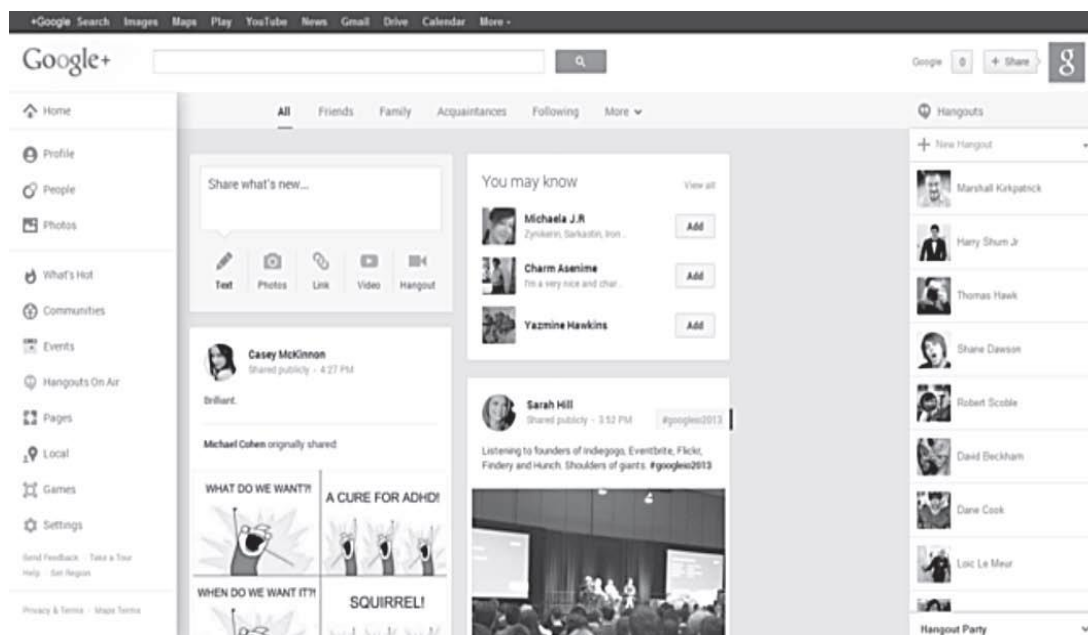 +Google Search Images Maps Play YouTube News Gmail Drive Calendar More
Google+
Google 0 + Share g
Home
Profile
People
Photos
What's Hot
Communities
Events
Hangouts On Air
Pages
Local
Games
Settings
Send Feedback · Take a Tour
Help · Set Region
Privacy & Terms · Maps Terms
All Friends Family Acquaintances Following More
Share what's new...
Text Photos Link Video Hangout
Casey McKinnon
Shared publicly - 4:27 PM
Brilliant.
Michael Cohen originally shared
WHAT DO WE WANT?!
A CURE FOR ADHD!
WHEN DO WE WANT IT?!
SQUIRREL!
You may know View all
Michaela J.R Add
Zynikerin, Sarkastin, Iron ..
Charm Asenime Add
I'm a very nice and char..
Yazmine Hawkins Add
Sarah Hill
Shared publicly - 3:52 PM #googleio2013
Listening to founders of Indiegogo, Eventbrite, Flickr,
Findery and Hunch. Shoulders of giants. #googleio2013
Hangouts
+ New Hangout
Marshall Kirkpatrick
Harry Shum Jr
Thomas Hawk
Shane Dawson
Robert Scoble
David Beckham
Dane Cook
Loic Le Meur
Hangout Party